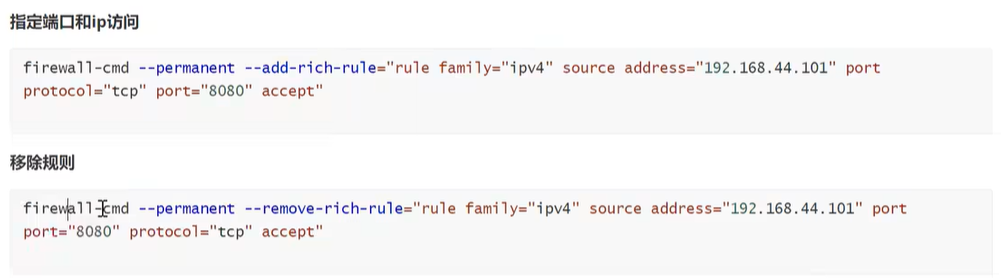 指定端口和ip访问
firewall-cmd --permanent --add-rich-rule="rule family="ipv4" source address="192.168.44.101" port
protocol="tcp" port="8080" accept"
移除规则
firewall-cmd --permanent --remove-rich-rule="rule family="ipv4" source address="192.168.44.101" port
port="8080" protocol="tcp" accept"